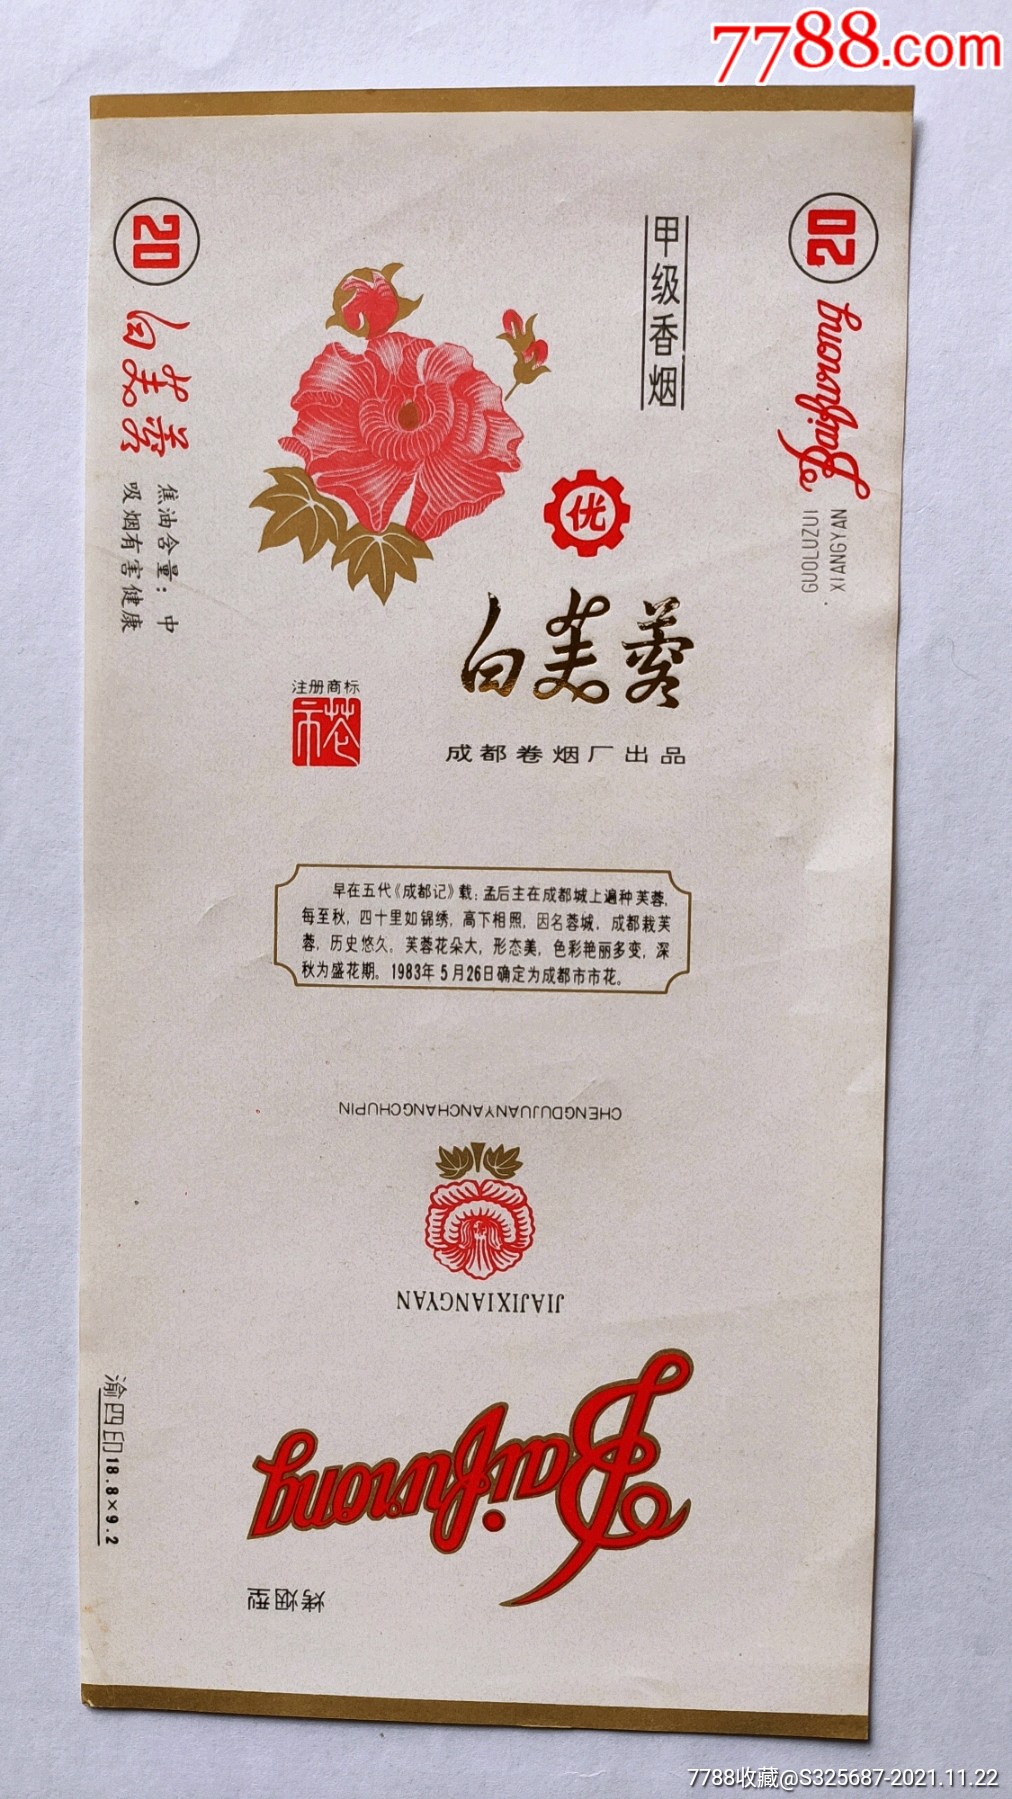 7788.com
20
白芙蓉
焦油含量：中
吸烟有害健康
甲级香烟
20
Baifurong
XIANGYAN
GUOLUZUI
优
白芙蓉
注册商标
市花
成都卷烟厂出品
早在五代《成都记》载：孟后主在成都城上遍种芙蓉，
每至秋，四十里如锦绣，高下相照，因名蓉城．成都栽芙
蓉，历史悠久，芙蓉花朵大，形态美，色彩艳丽多变，深
秋为盛花期。1983年5月26日确定为成都市市花。
CHENGDUJUANYANCHANGCHUPIN
JIAJIXIANGYAN
Baifurong
烤烟型
渝四印18.8×9.2
7788收藏@S325687-2021.11.22